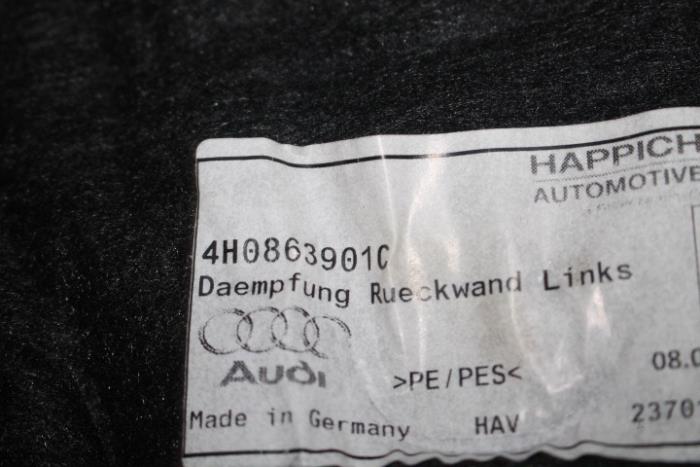 HAPPICH
AUTOMOTIVE
4H0863901C
Daempfung Rueckwand Links
Audi
>PE/PES<
08.0
Made in Germany HAV 2370